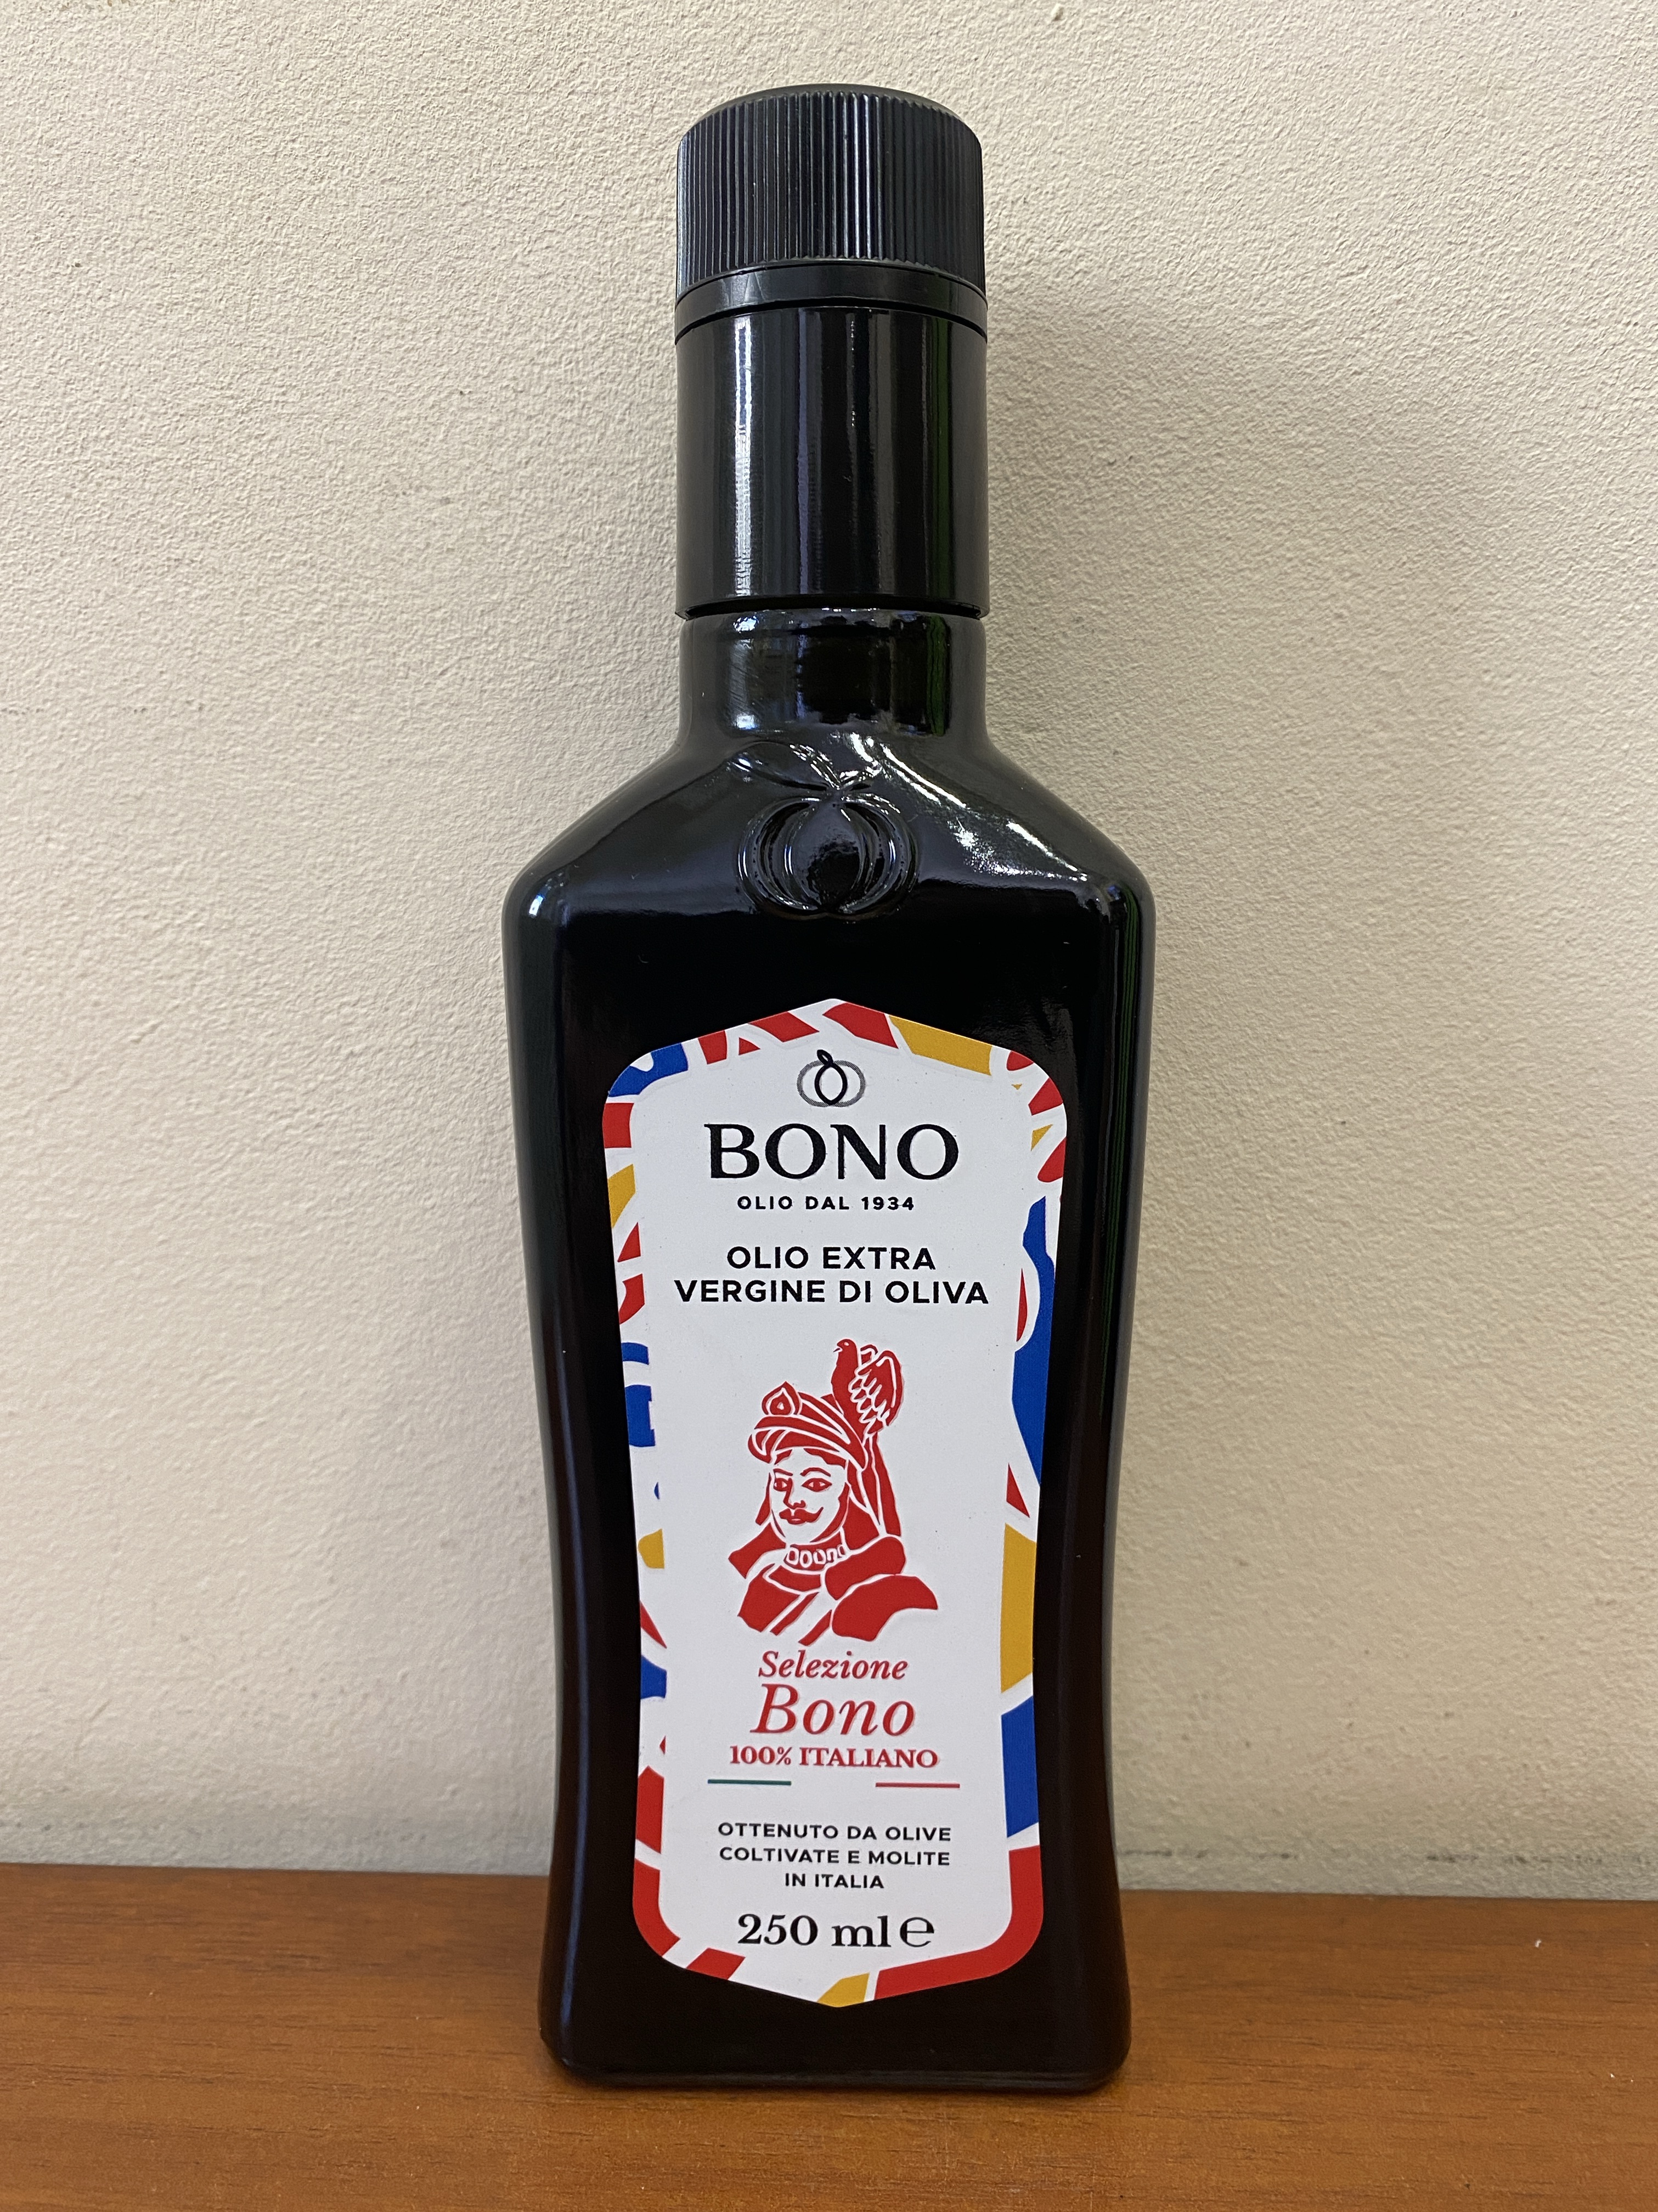 BONO
OLIO DAL 1934
OLIO EXTRA
VERGINE DI OLIVA
Selezione
Bono
100% ITALIANO
OTTENUTO DA OLIVE
COLTIVATE E MOLITE
IN ITALIA
250 ml ℮